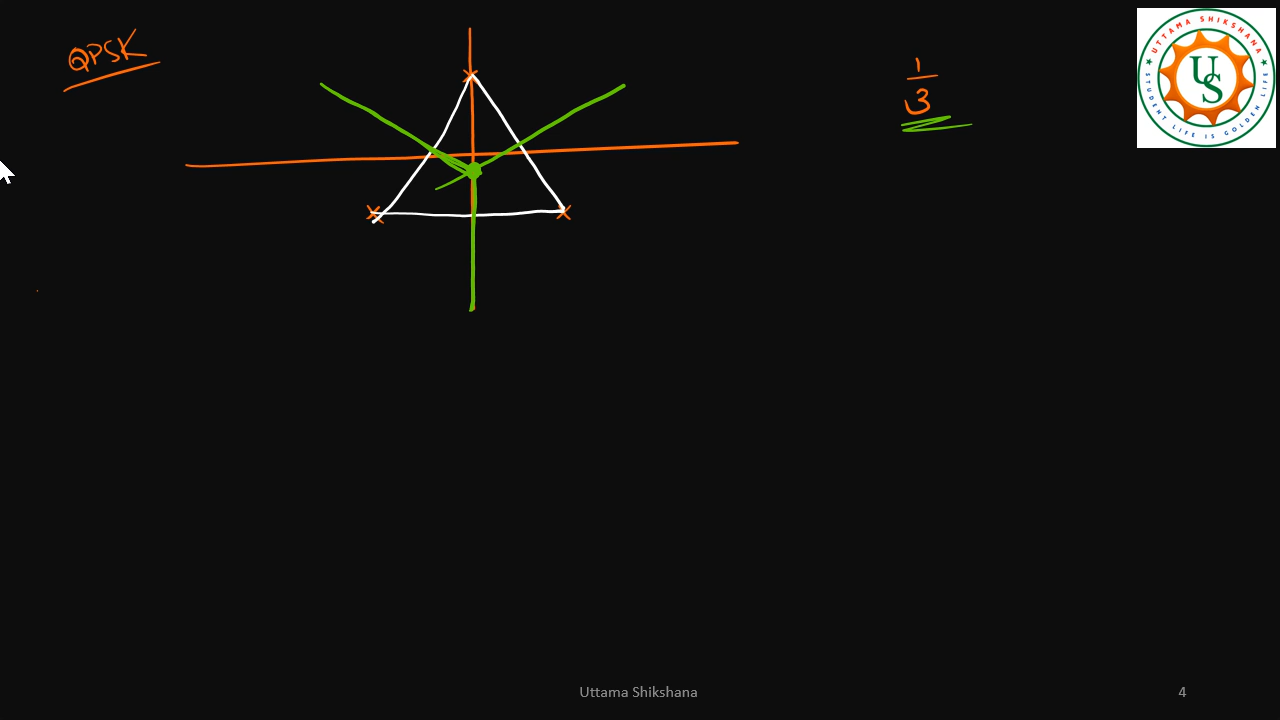 QPSK
1
3
UTTAMA SHIKSHANA
US
STUDENT LIFE IS GOLDEN LIFE
Uttama Shikshana
4